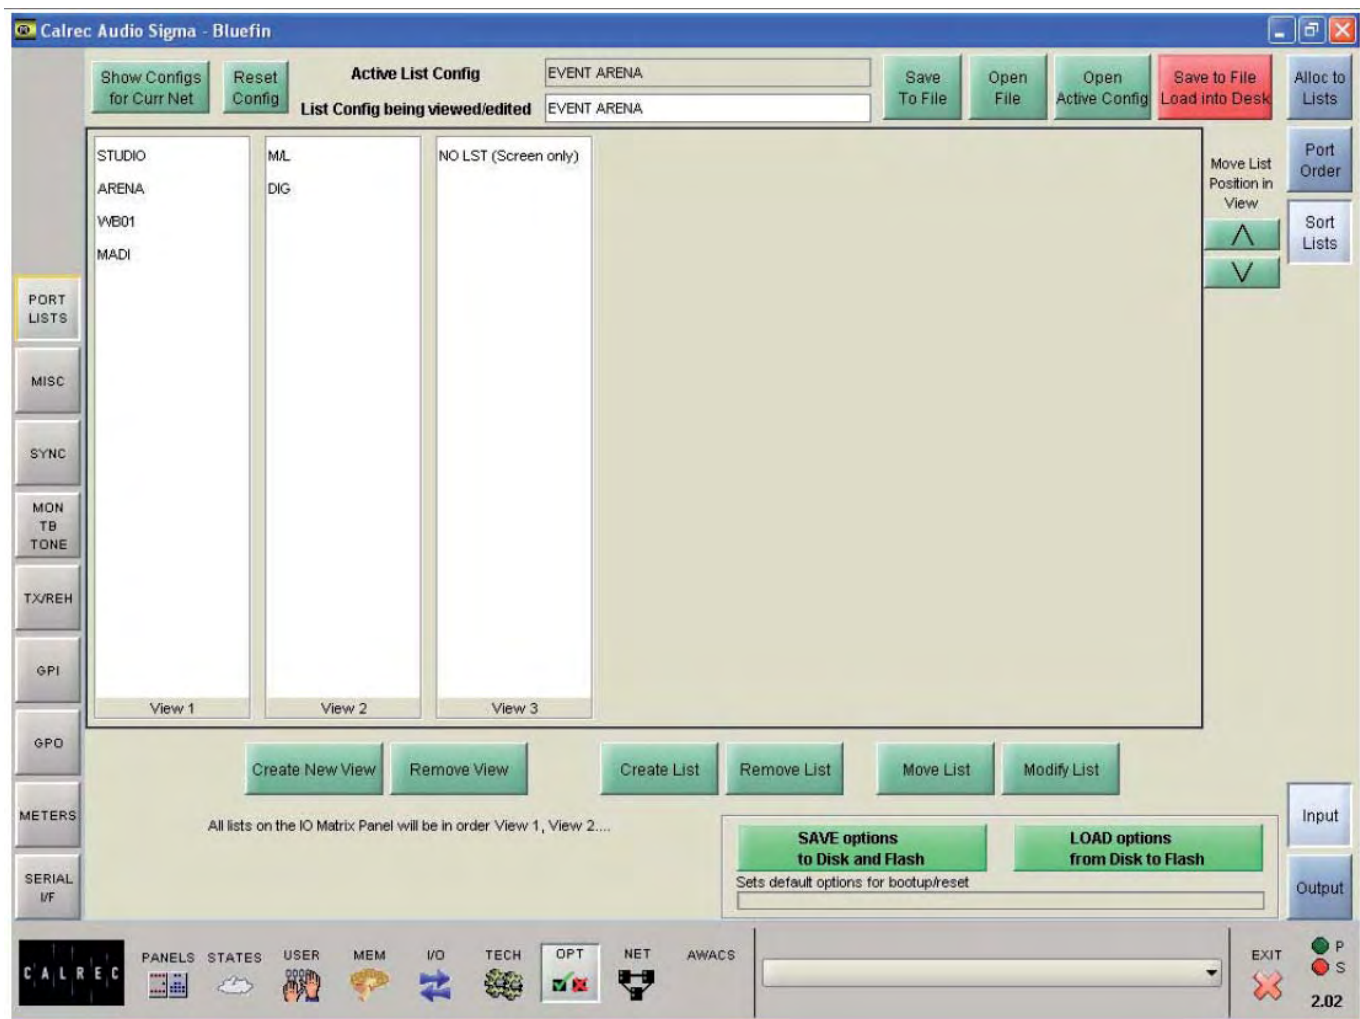 Calrec Audio Sigma - Bluefin
Show Configs
for Curr Net
Reset
Config
Active List Config
EVENT ARENA
List Config being viewed/edited
EVENT ARENA
Save
To File
Open
File
Open
Active Config
Save to File
Load into Desk
Alloc to
Lists
Port
Order
Sort
Lists
Move List
Position in
View
STUDIO
ARENA
WB01
MADI
View 1
M/L
DIG
View 2
NO LST (Screen only)
View 3
PORT
LISTS
MISC
SYNC
MON
TB
TONE
TX/REH
GPI
GPO
METERS
SERIAL
I/F
Create New View
Remove View
Create List
Remove List
Move List
Modify List
All lists on the IO Matrix Panel will be in order View 1, View 2....
SAVE options
to Disk and Flash
LOAD options
from Disk to Flash
Sets default options for bootup/reset
Input
Output
CALREC
PANELS
STATES
USER
MEM
I/O
TECH
OPT
NET
AWACS
EXIT
P
S
2.02